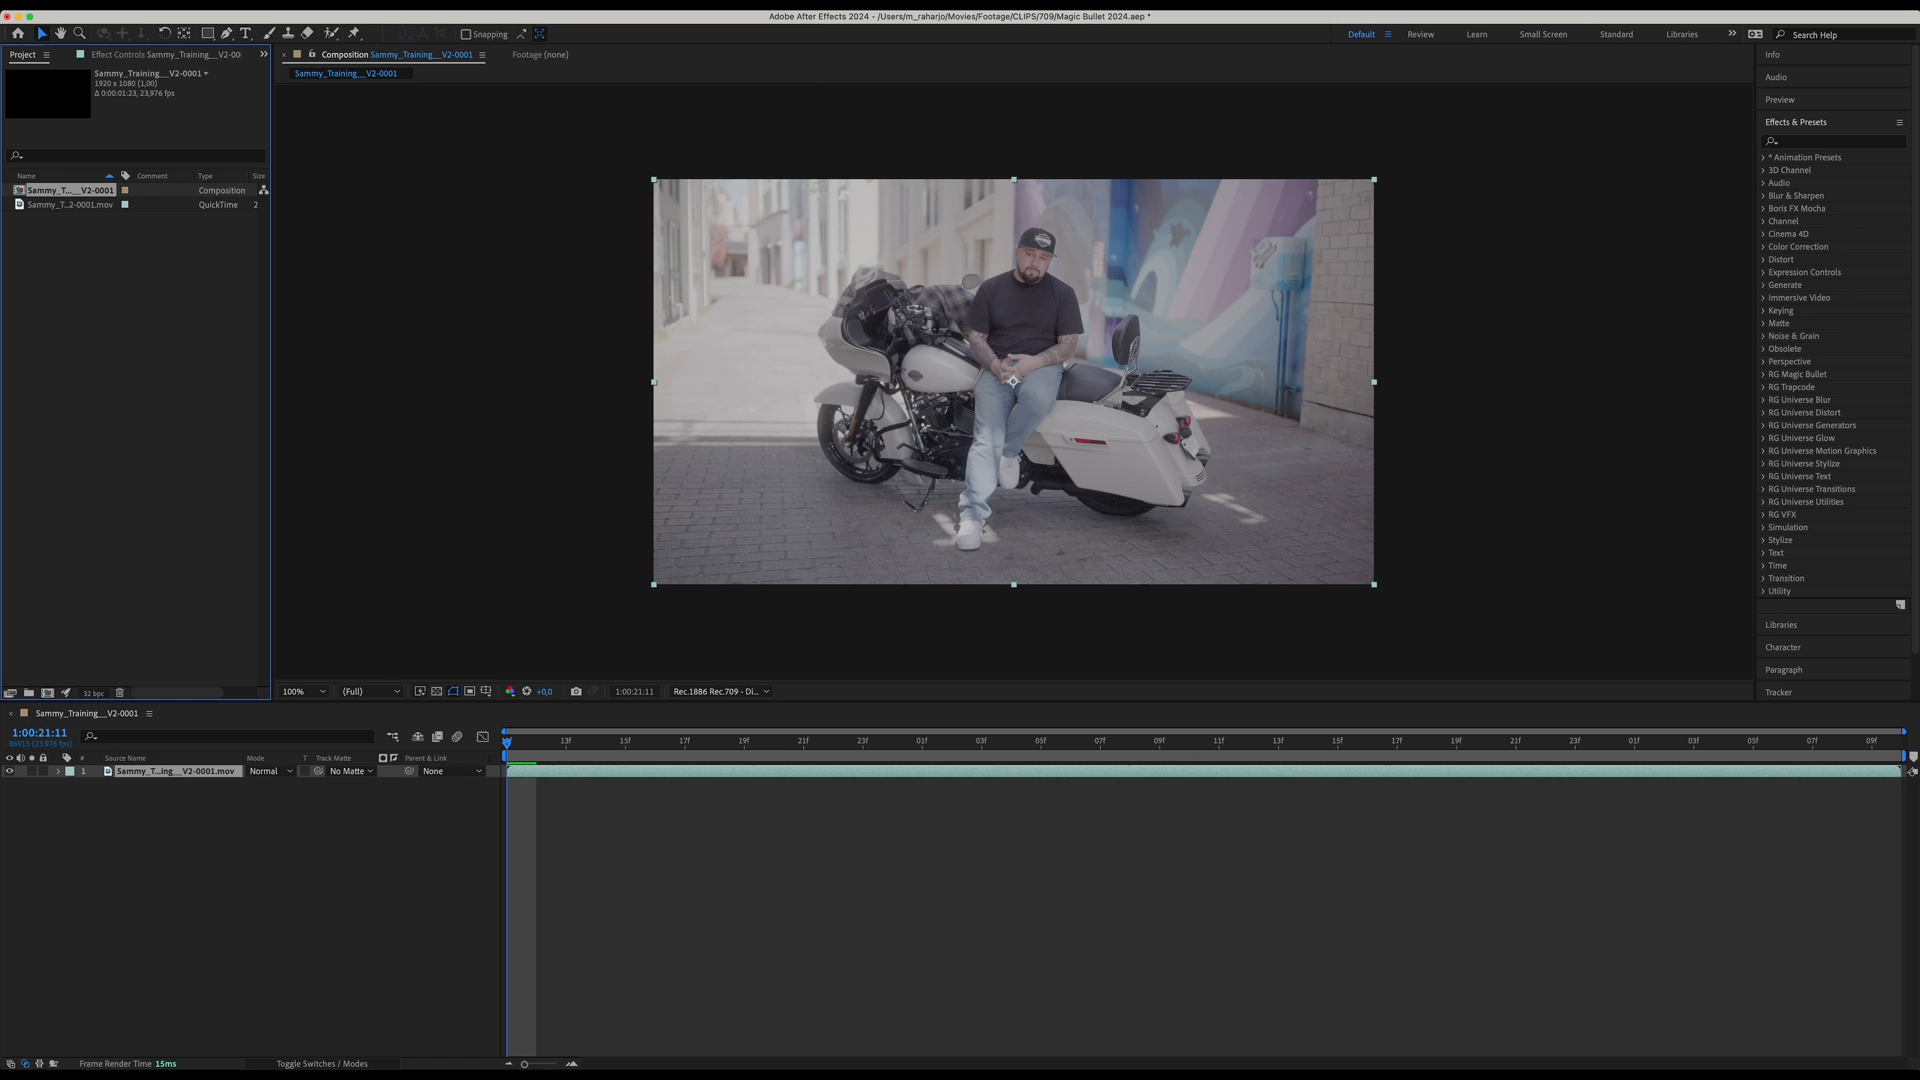 Adobe After Effects 2024 - /Users/m_raharjo/Movies/Footage/CLIPS/709/Magic Bullet 2024.aep *
Snapping
Default
Review
Learn
Small Screen
Standard
Libraries
Search Help
Project
Effect Controls Sammy_Training__V2-00
Composition Sammy_Training__V2-0001
Footage (none)
Sammy_Training__V2-0001
Sammy_Training__V2-0001
1920 x 1080 (1,00)
Δ 0:00:01:23, 23,976 fps
Name
Comment
Type
Size
Sammy_T...__V2-0001
Composition
Sammy_T...2-0001.mov
QuickTime
2
Info
Audio
Preview
Effects & Presets
* Animation Presets
3D Channel
Audio
Blur & Sharpen
Boris FX Mocha
Channel
Cinema 4D
Color Correction
Distort
Expression Controls
Generate
Immersive Video
Keying
Matte
Noise & Grain
Obsolete
Perspective
RG Magic Bullet
RG Trapcode
RG Universe Blur
RG Universe Distort
RG Universe Generators
RG Universe Glow
RG Universe Motion Graphics
RG Universe Stylize
RG Universe Text
RG Universe Transitions
RG Universe Utilities
RG VFX
Simulation
Stylize
Text
Time
Transition
Utility
Libraries
Character
Paragraph
Tracker
32 bpc
100%
(Full)
+0,0
1:00:21:11
Rec.1886 Rec.709 - Di...
Sammy_Training__V2-0001
1:00:21:11
86915 (23.976 fps)
13f 15f 17f 19f 21f 23f 01f 03f 05f 07f 09f 11f 13f 15f 17f 19f 21f 23f 01f 03f 05f 07f 09f
# Source Name Mode T Track Matte Parent & Link
1 Sammy_T...ing__V2-0001.mov Normal No Matte None
Frame Render Time 15ms
Toggle Switches / Modes